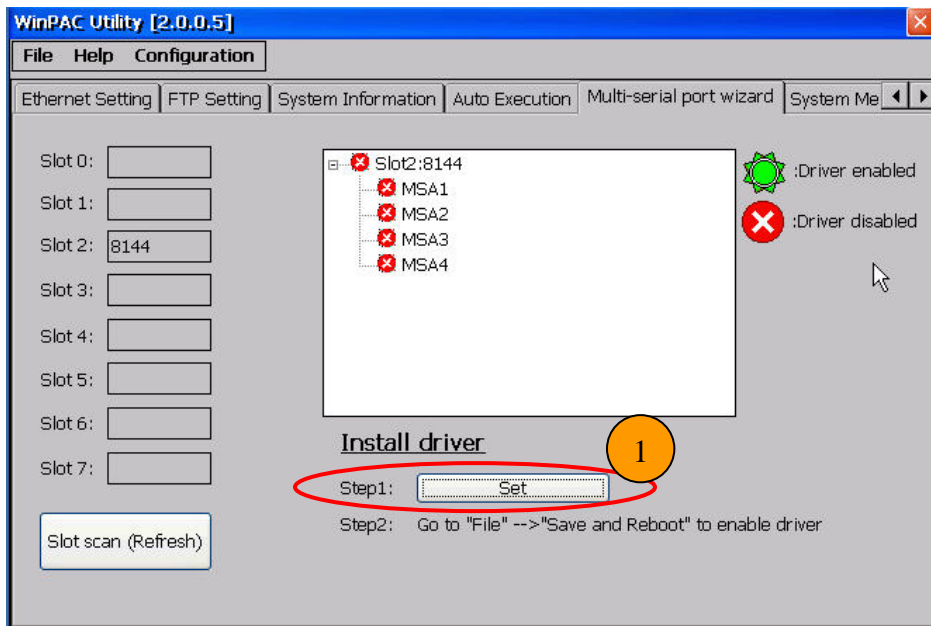 WinPAC Utility [2.0.0.5]
File Help Configuration
Ethernet Setting FTP Setting System Information Auto Execution Multi-serial port wizard System Me
Slot 0:
Slot 1:
Slot 2: 8144
Slot 3:
Slot 4:
Slot 5:
Slot 6:
Slot 7:
Slot scan (Refresh)
Slot2:8144
MSA1
MSA2
MSA3
MSA4
:Driver enabled
:Driver disabled
Install driver
1
Step1: Set
Step2: Go to "File" -->"Save and Reboot" to enable driver